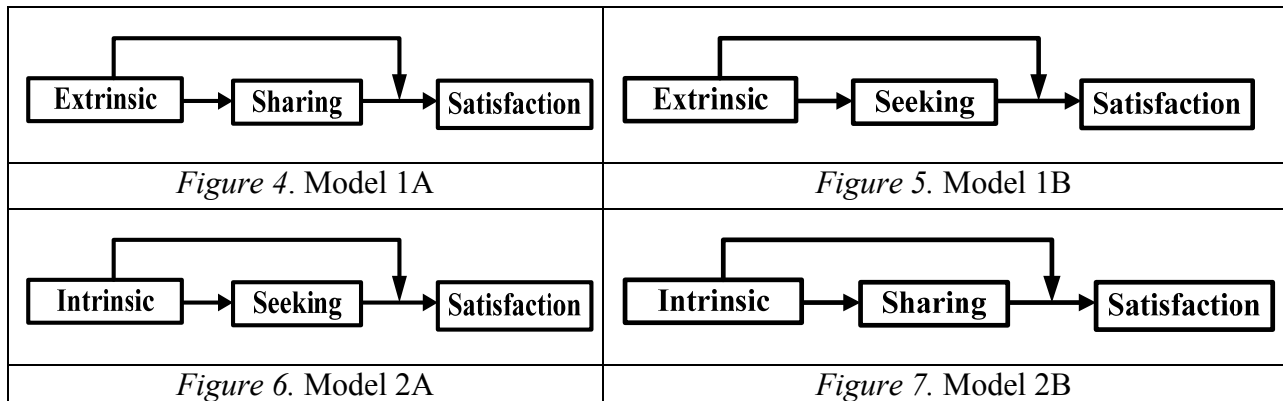 Extrinsic
Sharing
Satisfaction
Figure 4. Model 1A
Extrinsic
Seeking
Satisfaction
Figure 5. Model 1B
Intrinsic
Seeking
Satisfaction
Figure 6. Model 2A
Intrinsic
Sharing
Satisfaction
Figure 7. Model 2B